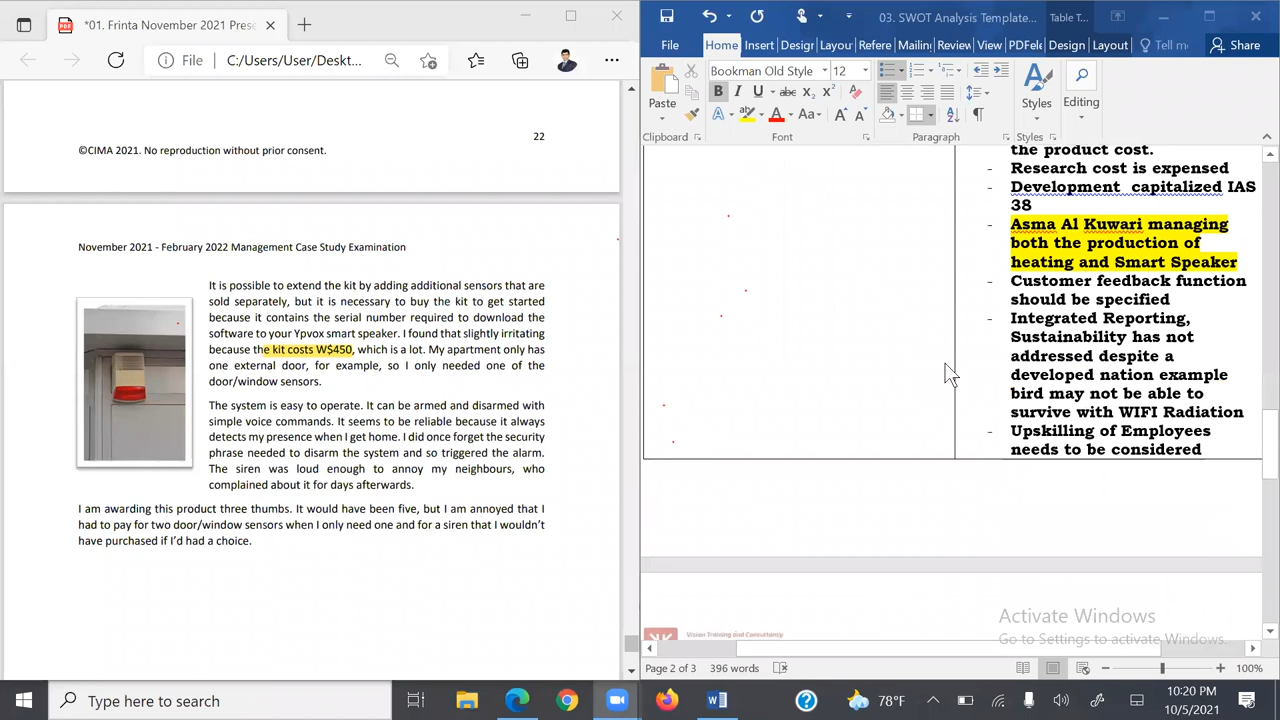 *01. Frinta November 2021 Prese
File
C:/Users/User/Deskt...
22
©CIMA 2021. No reproduction without prior consent.
November 2021 - February 2022 Management Case Study Examination
It is possible to extend the kit by adding additional sensors that are
sold separately, but it is necessary to buy the kit to get started
because it contains the serial number required to download the
software to your Ypvox smart speaker. I found that slightly irritating
because the kit costs W$450, which is a lot. My apartment only has
one external door, for example, so I only needed one of the
door/window sensors.
The system is easy to operate. It can be armed and disarmed with
simple voice commands. It seems to be reliable because it always
detects my presence when I get home. I did once forget the security
phrase needed to disarm the system and so triggered the alarm.
The siren was loud enough to annoy my neighbours, who
complained about it for days afterwards.
I am awarding this product three thumbs. It would have been five, but I am annoyed that I
had to pay for two door/window sensors when I only need one and for a siren that I wouldn't
have purchased if I'd had a choice.
03. SWOT Analysis Template...
Table T...
File Home Insert Desigr Layou Refere Mailin Review View PDFele Design Layout Tell me Share
Bookman Old Style 12
Paste
B I U abc X₂ X²
A A Aa A A
Styles
Editing
Clipboard Font Paragraph Styles
the product cost.
- Research cost is expensed
- Development capitalized IAS
38
- Asma Al Kuwari managing
both the production of
heating and Smart Speaker
- Customer feedback function
should be specified
- Integrated Reporting,
Sustainability has not
addressed despite a
developed nation example
bird may not be able to
survive with WIFI Radiation
- Upskilling of Employees
needs to be considered
Activate Windows
Go to Settings to activate Windows.
Vision Training and Consultancy
Page 2 of 3 396 words
100%
Type here to search
78°F
10:20 PM
10/5/2021